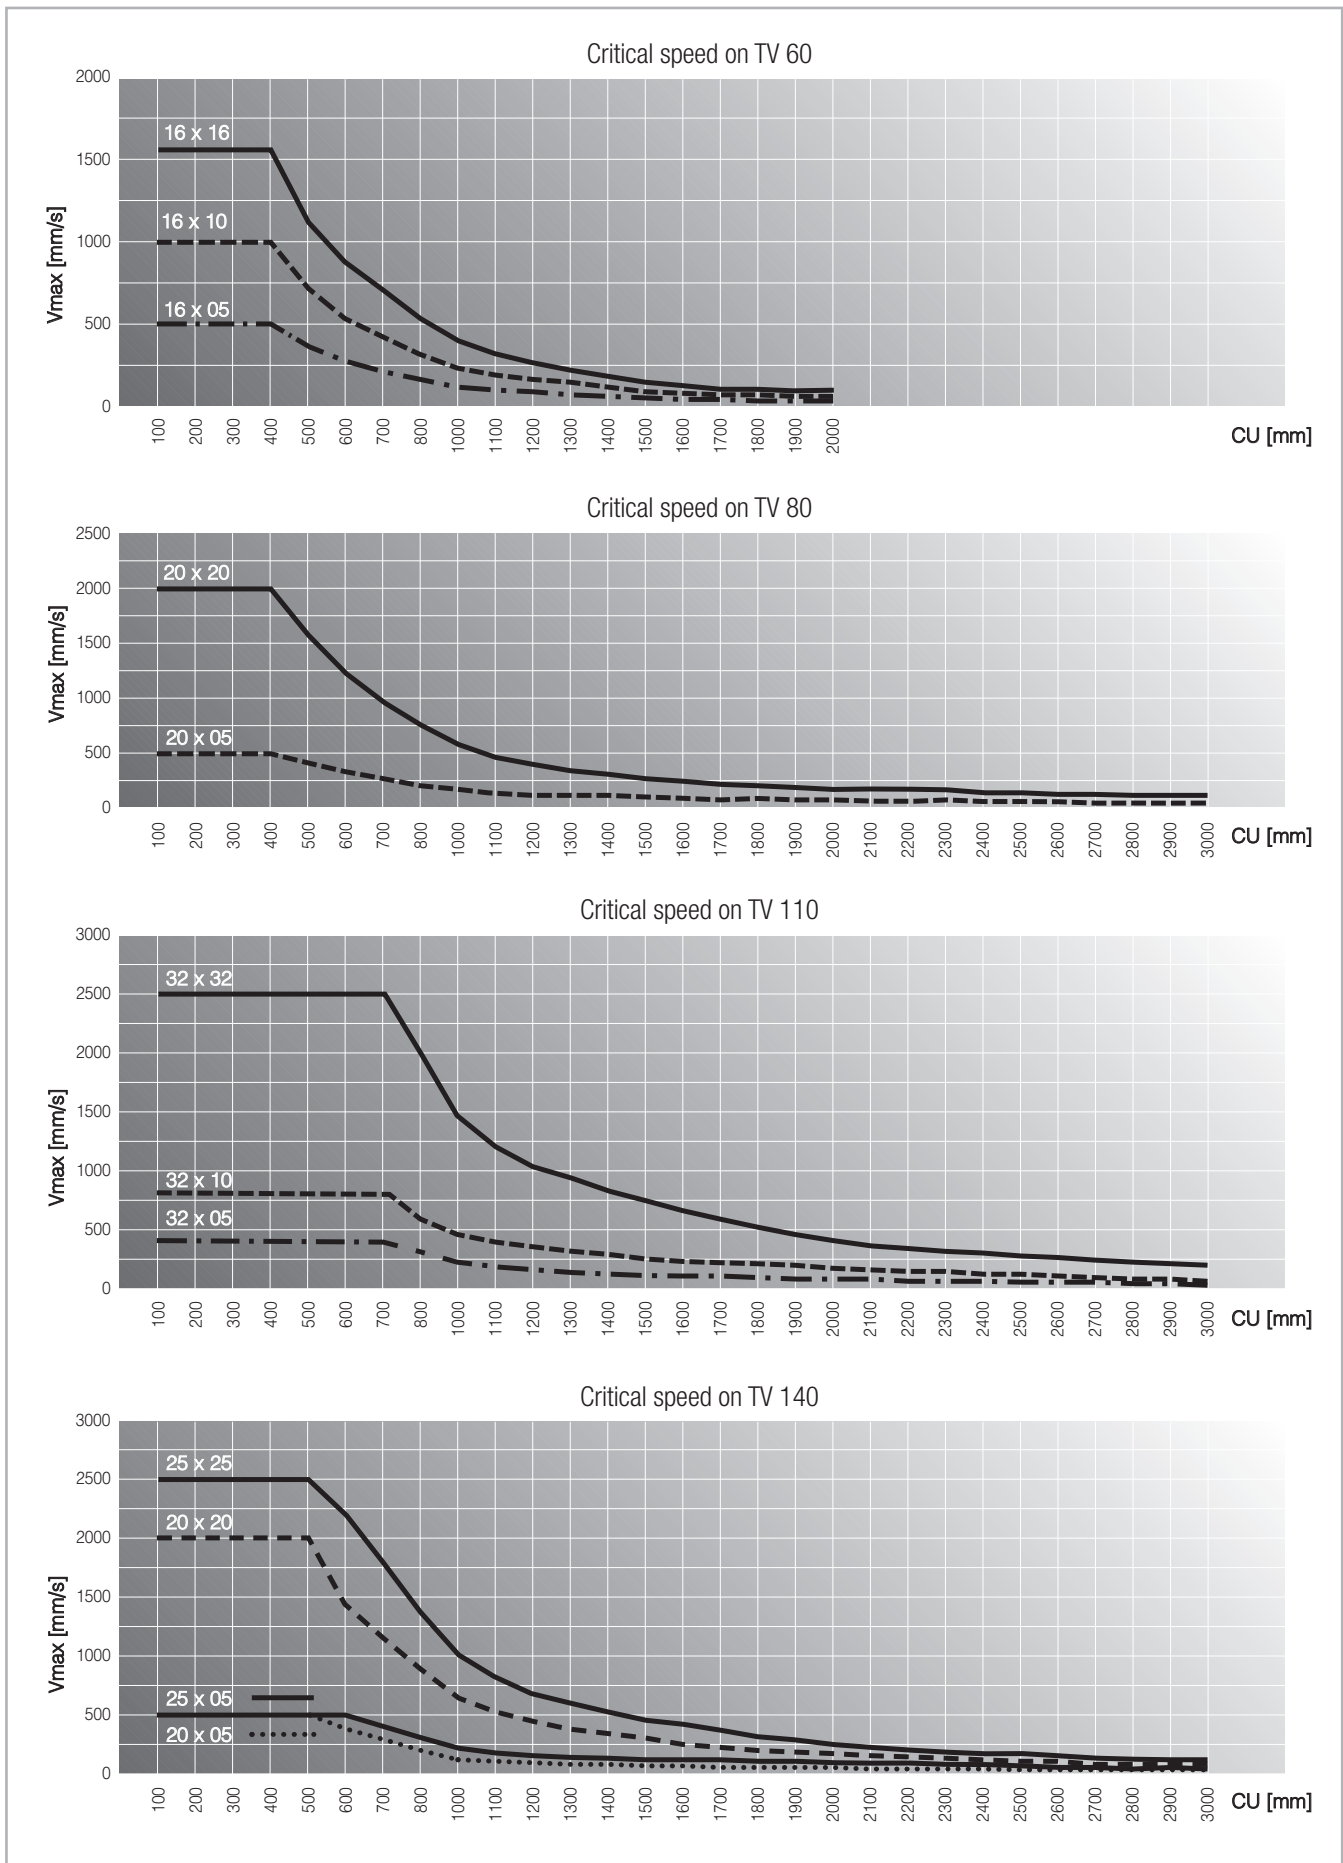 Critical speed on TV 60
Vmax [mm/s]
2000
1500
1000
500
0
16 x 16
16 x 10
16 x 05
100 200 300 400 500 600 700 800 1000 1100 1200 1300 1400 1500 1600 1700 1800 1900 2000
CU [mm]
Critical speed on TV 80
Vmax [mm/s]
2500
2000
1500
1000
500
0
20 x 20
20 x 05
100 200 300 400 500 600 700 800 1000 1100 1200 1300 1400 1500 1600 1700 1800 1900 2000 2100 2200 2300 2400 2500 2600 2700 2800 2900 3000
CU [mm]
Critical speed on TV 110
Vmax [mm/s]
3000
2500
2000
1500
1000
500
0
32 x 32
32 x 10
32 x 05
100 200 300 400 500 600 700 800 1000 1100 1200 1300 1400 1500 1600 1700 1800 1900 2000 2100 2200 2300 2400 2500 2600 2700 2800 2900 3000
CU [mm]
Critical speed on TV 140
Vmax [mm/s]
3000
2500
2000
1500
1000
500
0
25 x 25
20 x 20
25 x 05
20 x 05
100 200 300 400 500 600 700 800 1000 1100 1200 1300 1400 1500 1600 1700 1800 1900 2000 2100 2200 2300 2400 2500 2600 2700 2800 2900 3000
CU [mm]